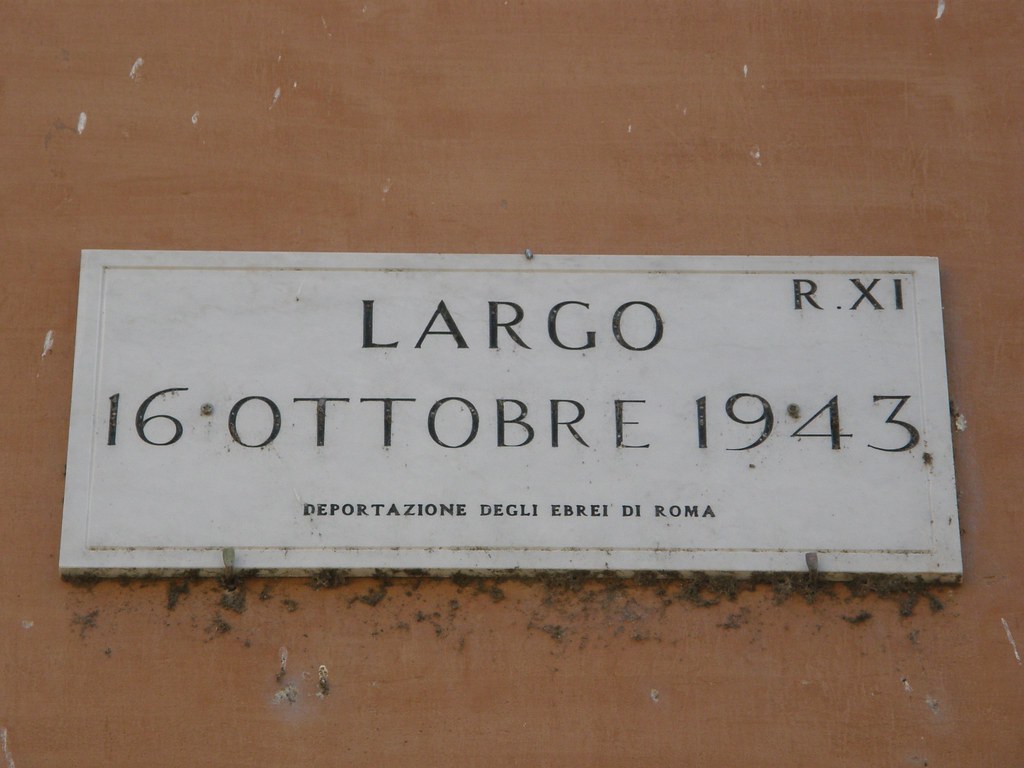 R.XI
LARGO
16 OTTOBRE 1943
DEPORTAZIONE DEGLI EBREI DI ROMA